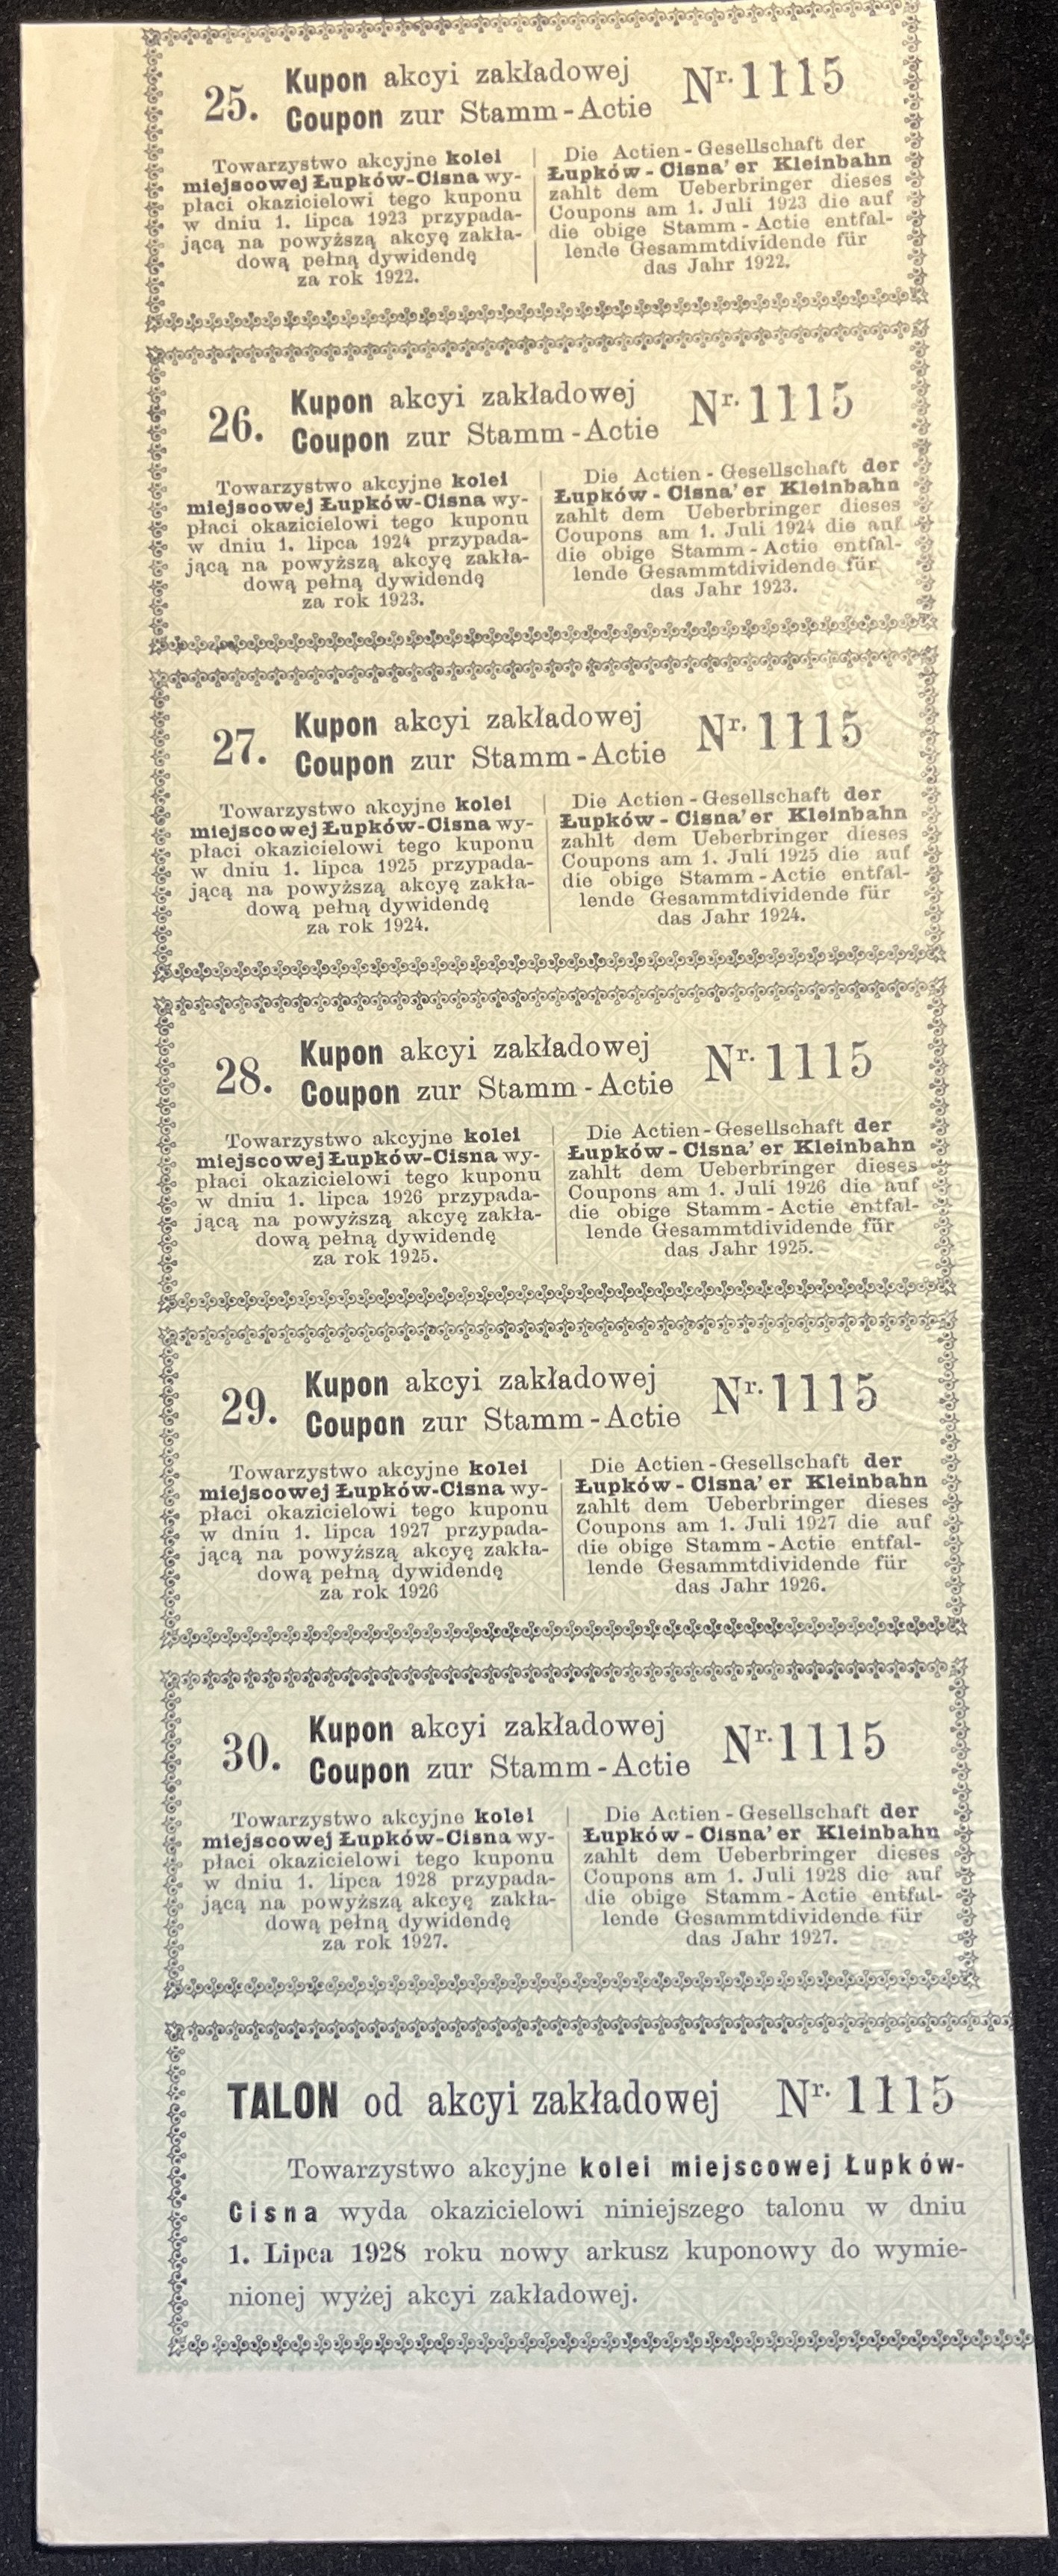 25.
Kupon akcyi zakładowej
Coupon zur Stamm-Actie
Nr. 1115
Towarzystwo akcyjne kolei
miejscowej Łupków-Cisna wy-
płaci okazicielowi tego kuponu
w dniu 1. lipca 1923 przypada-
jącą na powyższą akcyę zakła-
dową pełną dywidendę
za rok 1922.
Die Actien-Gesellschaft der
Łupków-Cisna'er Kleinbahn
zahlt dem Ueberbringer dieses
Coupons am 1. Juli 1923 die auf
die obige Stamm-Actie entfal-
lende Gesammtdividende für
das Jahr 1922.
26.
Kupon akcyi zakładowej
Coupon zur Stamm-Actie
Nr. 1115
Towarzystwo akcyjne kolei
miejscowej Łupków-Cisna wy-
płaci okazicielowi tego kuponu
w dniu 1. lipca 1924 przypada-
jącą na powyższą akcyę zakła-
dową pełną dywidendę
za rok 1923.
Die Actien-Gesellschaft der
Łupków-Cisna'er Kleinbahn
zahlt dem Ueberbringer dieses
Coupons am 1. Juli 1924 die auf
die obige Stamm-Actie entfal-
lende Gesammtdividende für
das Jahr 1923.
27.
Kupon akcyi zakładowej
Coupon zur Stamm-Actie
Nr. 1115
Towarzystwo akcyjne kolei
miejscowej Łupków-Cisna wy-
płaci okazicielowi tego kuponu
w dniu 1. lipca 1925 przypada-
jącą na powyższą akcyę zakła-
dową pełną dywidendę
za rok 1924.
Die Actien-Gesellschaft der
Łupków-Cisna'er Kleinbahn
zahlt dem Ueberbringer dieses
Coupons am 1. Juli 1925 die auf
die obige Stamm-Actie entfal-
lende Gesammtdividende für
das Jahr 1924.
28.
Kupon akcyi zakładowej
Coupon zur Stamm-Actie
Nr. 1115
Towarzystwo akcyjne kolei
miejscowej Łupków-Cisna wy-
płaci okazicielowi tego kuponu
w dniu 1. lipca 1926 przypada-
jącą na powyższą akcyę zakła-
dową pełną dywidendę
za rok 1925.
Die Actien-Gesellschaft der
Łupków-Cisna'er Kleinbahn
zahlt dem Ueberbringer dieses
Coupons am 1. Juli 1926 die auf
die obige Stamm-Actie entfal-
lende Gesammtdividende für
das Jahr 1925.
29.
Kupon akcyi zakładowej
Coupon zur Stamm-Actie
Nr. 1115
Towarzystwo akcyjne kolei
miejscowej Łupków-Cisna wy-
płaci okazicielowi tego kuponu
w dniu 1. lipca 1927 przypada-
jącą na powyższą akcyę zakła-
dową pełną dywidendę
za rok 1926
Die Actien-Gesellschaft der
Łupków-Cisna'er Kleinbahn
zahlt dem Ueberbringer dieses
Coupons am 1. Juli 1927 die auf
die obige Stamm-Actie entfal-
lende Gesammtdividende für
das Jahr 1926.
30.
Kupon akcyi zakładowej
Coupon zur Stamm-Actie
Nr. 1115
Towarzystwo akcyjne kolei
miejscowej Łupków-Cisna wy-
płaci okazicielowi tego kuponu
w dniu 1. lipca 1928 przypada-
jącą na powyższą akcyę zakła-
dową pełną dywidendę
za rok 1927.
Die Actien-Gesellschaft der
Łupków-Cisna'er Kleinbahn
zahlt dem Ueberbringer dieses
Coupons am 1. Juli 1928 die auf
die obige Stamm-Actie entfal-
lende Gesammtdividende für
das Jahr 1927.
TALON od akcyi zakładowej Nr. 1115
Towarzystwo akcyjne kolei miejscowej Łupków-
Cisna wyda okazicielowi niniejszego talonu w dniu
1. Lipca 1928 roku nowy arkusz kuponowy do wymie-
nionej wyżej akcyi zakładowej.